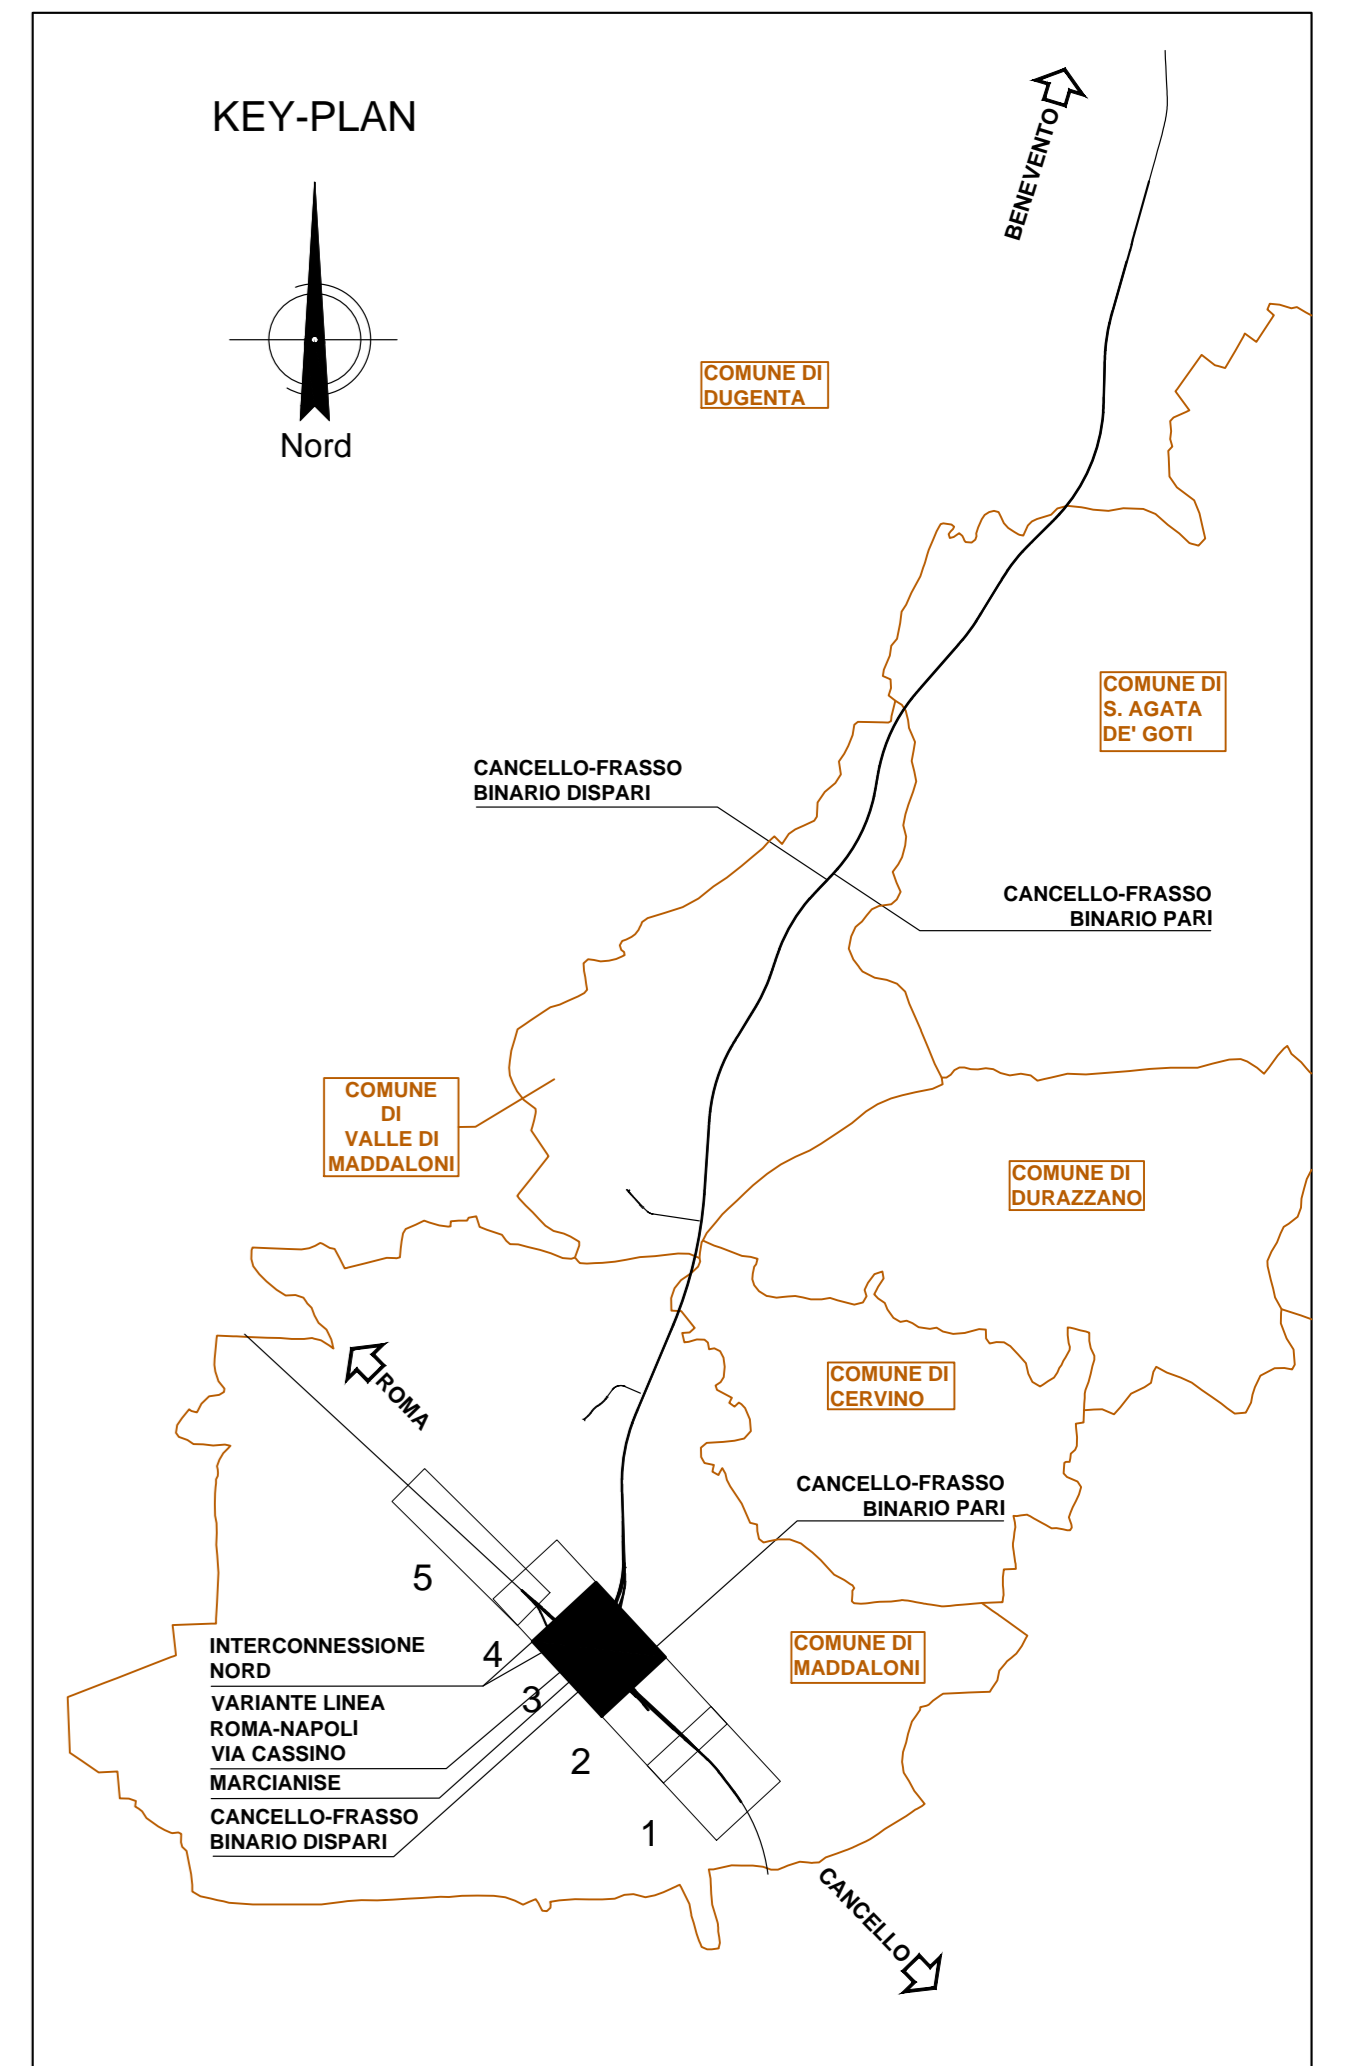 KEY-PLAN
Nord
BENEVENTO
COMUNE DI
DUGENTA
COMUNE DI
S. AGATA
DE' GOTI
CANCELLO-FRASSO
BINARIO DISPARI
CANCELLO-FRASSO
BINARIO PARI
COMUNE
DI
VALLE DI
MADDALONI
COMUNE DI
DURAZZANO
ROMA
COMUNE DI
CERVINO
CANCELLO-FRASSO
BINARIO PARI
5
4
3
2
1
INTERCONNESSIONE
NORD
VARIANTE LINEA
ROMA-NAPOLI
VIA CASSINO
MARCIANISE
CANCELLO-FRASSO
BINARIO DISPARI
COMUNE DI
MADDALONI
CANCELLO